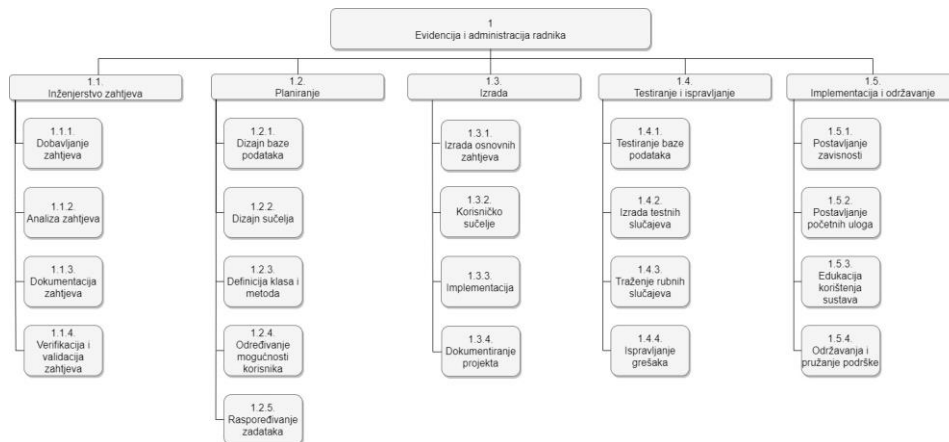 1
Evidencija i administracija radnika
1.1.
Inženjerstvo zahtjeva
1.2.
Planiranje
1.3.
Izrada
1.4.
Testiranje i ispravljanje
1.5.
Implementacija i održavanje
1.1.1.
Dobavljanje
zahtjeva
1.1.2.
Analiza zahtjeva
1.1.3.
Dokumentacija
zahtjeva
1.1.4.
Verifikacija i
validacija
zahtjeva
1.2.1.
Dizajn baze
podataka
1.2.2.
Dizajn sučelja
1.2.3.
Definicija klasa i
metoda
1.2.4.
Određivanje
mogućnosti
korisnika
1.2.5.
Raspoređivanje
zadataka
1.3.1.
Izrada osnovnih
zahtjeva
1.3.2.
Korisničko
sučelje
1.3.3.
Implementacija
1.3.4.
Dokumentiranje
projekta
1.4.1.
Testiranje baze
podataka
1.4.2.
Izrada testnih
slučajeva
1.4.3.
Traženje rubnih
slučajeva
1.4.4.
Ispravljanje
grešaka
1.5.1.
Postavljanje
zavisnosti
1.5.2.
Postavljanje
početnih uloga
1.5.3.
Edukacija
korištenja
sustava
1.5.4.
Održavanja i
pružanje podrške